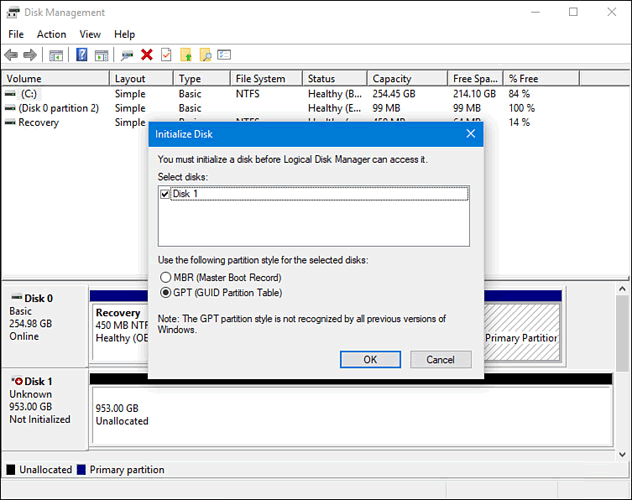 Disk Management
File Action View Help
Volume Layout Type File System Status Capacity Free Spa... % Free
(C:) Simple Basic NTFS Healthy (B... 254.45 GB 214.10 GB 84 %
(Disk 0 partition 2) Simple Basic Healthy (E... 99 MB 99 MB 100 %
Recovery Simple Basic NTFS 14 %
Initialize Disk
You must initialize a disk before Logical Disk Manager can access it.
Select disks:
Disk 1
Use the following partition style for the selected disks:
MBR (Master Boot Record)
GPT (GUID Partition Table)
Note: The GPT partition style is not recognized by all previous versions of
Windows.
OK Cancel
Disk 0
Basic
254.98 GB
Online
Recovery
450 MB NTF
Healthy (OE
Primary Partition
Disk 1
Unknown
953.00 GB
Not Initialized
953.00 GB
Unallocated
Unallocated Primary partition